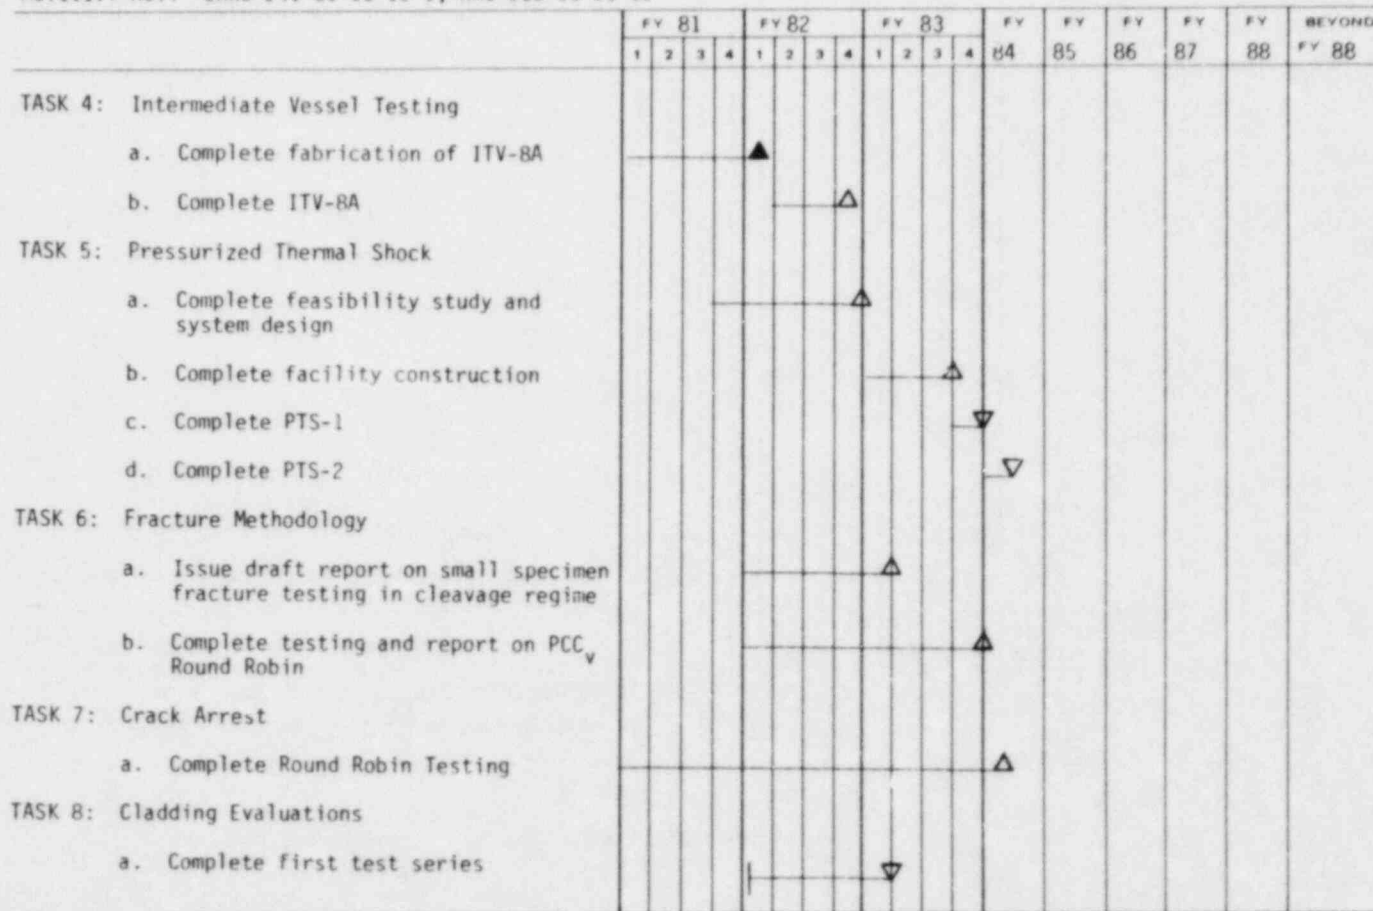 FY 81 FY 82 FY 83 FY FY FY FY FY BEYOND
1 2 3 4 1 2 3 4 1 2 3 4 84 85 86 87 88 FY 88
TASK 4: Intermediate Vessel Testing
a. Complete fabrication of ITV-8A
b. Complete ITV-8A
TASK 5: Pressurized Thermal Shock
a. Complete feasibility study and
system design
b. Complete facility construction
c. Complete PTS-1
d. Complete PTS-2
TASK 6: Fracture Methodology
a. Issue draft report on small specimen
fracture testing in cleavage regime
b. Complete testing and report on PCCv
Round Robin
TASK 7: Crack Arrest
a. Complete Round Robin Testing
TASK 8: Cladding Evaluations
a. Complete first test series